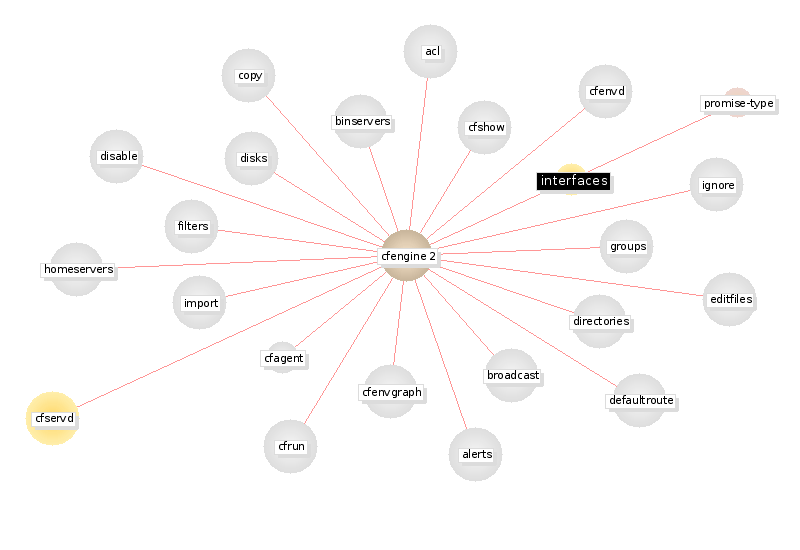 acl
copy
cfenvd
promise-type
binservers
cfshow
disable
disks
interfaces
ignore
filters
groups
cfengine 2
homeservers
import
editfiles
directories
cfagent
broadcast
cfenvgraph
defaultroute
cfservd
cfrun
alerts